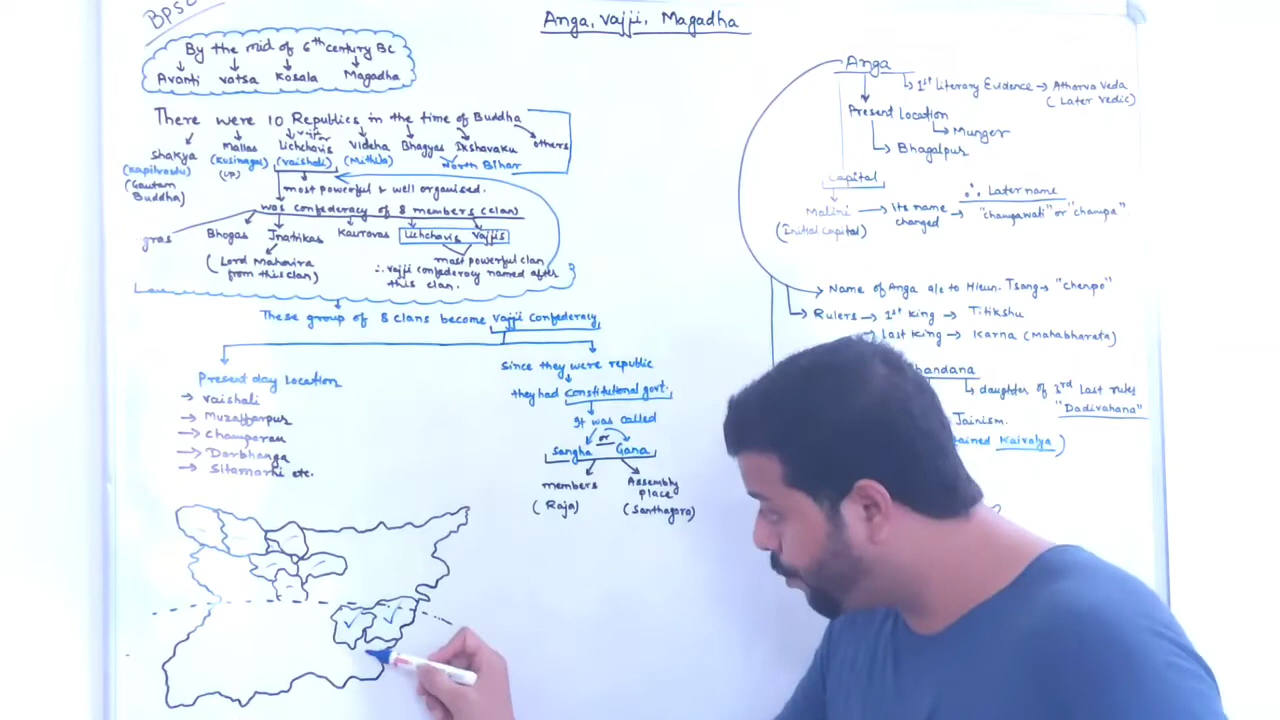 BPSC
Anga, Vajji, Magadha
By the mid of 6th century BC
Avanti Vatsa Kosala Magadha
There were 10 Republics in the time of Buddha
Shakya Mallas Lichchavis Videha Bhagyas Ikshavaku others
(Kapilvastu) (Kusinagar) (Vaishali) (Mithila) North Bihar
(Gautam Buddha) (UP)
most powerful & well organised.
was confederacy of 8 members (clan)
Bhogas Jnatrikas Kauravas Lichchavis Vajjis
(Lord Mahavira
from this clan)
most powerful clan
∴ Vajji confederacy named after
this clan.
These group of 8 clans become Vajji Confederacy
Present day Location
→ Vaishali
→ Muzaffarpur
→ Champaran
→ Darbhanga
→ Sitamarhi etc.
Since they were republic
they had constitutional govt.
It was called
Sangha or Gana
members
(Raja)
Assembly
place
(Santhagara)
Anga
1st Literary Evidence → Atharva Veda
(Later vedic)
Present Location
Munger
Bhagalpur
Capital
Malini → Its name
changed →
(Initial Capital)
∴ Later name
"changawati" or "champa".
Name of Anga a/c to Hieun. Tsang → "chenpo"
Rulers → 1st King → Titikshu
→ Last King → Karna (Mahabharata)
handana
daughter of 3rd Last rules
"Dadivahana"
Jainism.
tained Kaivalya)